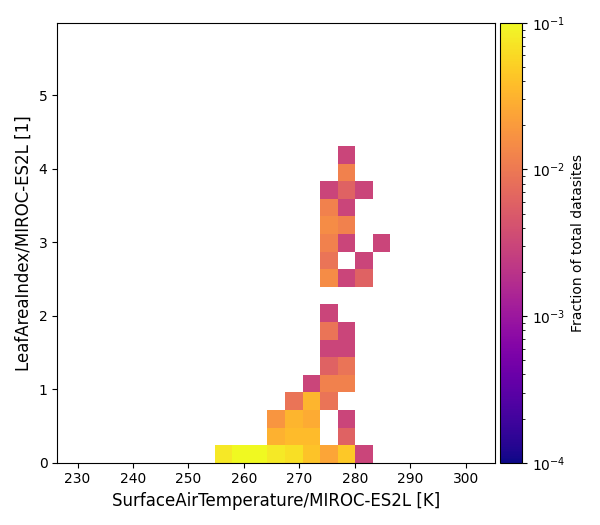 LeafAreaIndex/MIROC-ES2L [1]
5
4
3
2
1
0
230 240 250 260 270 280 290 300
SurfaceAirTemperature/MIROC-ES2L [K]
10⁻¹
10⁻²
10⁻³
10⁻⁴
Fraction of total datasites